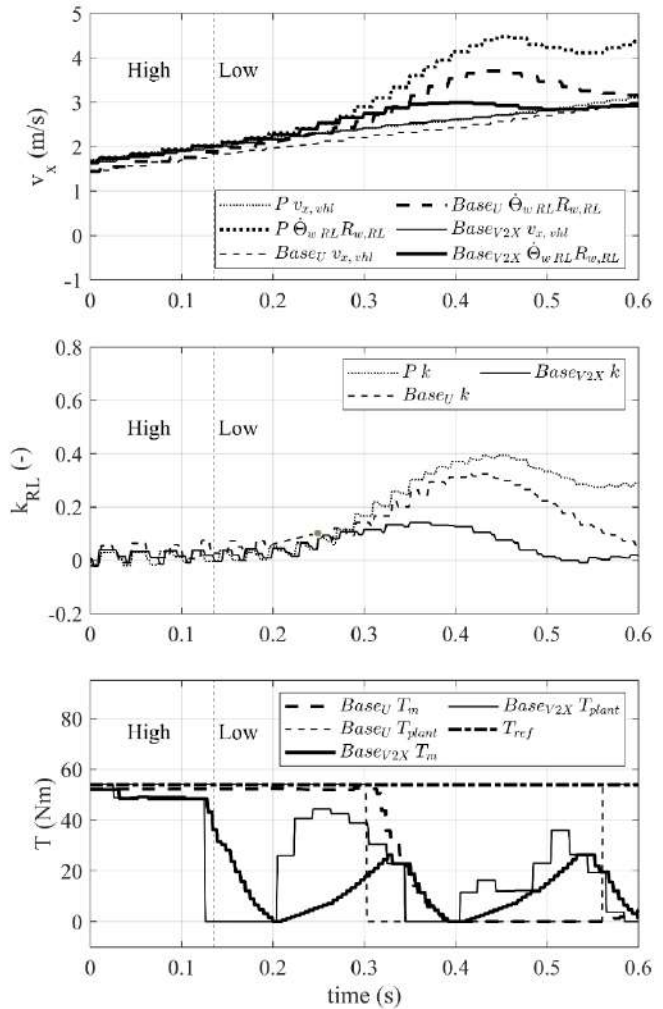 5
4
3
2
1
0
-1
v_x (m/s)
High Low
P v_{x, vhl}
P Θ̇_{w RL}R_{w,RL}
Base_U v_{x, vhl}
Base_U Θ̇_{w RL}R_{w,RL}
Base_{V2X} v_{x, vhl}
Base_{V2X} Θ̇_{w RL}R_{w,RL}
0 0.1 0.2 0.3 0.4 0.5 0.6
0.8
0.6
0.4
0.2
0
-0.2
k_{RL} (-)
High Low
P k
Base_U k
Base_{V2X} k
0 0.1 0.2 0.3 0.4 0.5 0.6
80
60
40
20
0
T (Nm)
High Low
Base_U T_m
Base_U T_{plant}
Base_{V2X} T_m
Base_{V2X} T_{plant}
T_{ref}
0 0.1 0.2 0.3 0.4 0.5 0.6
time (s)